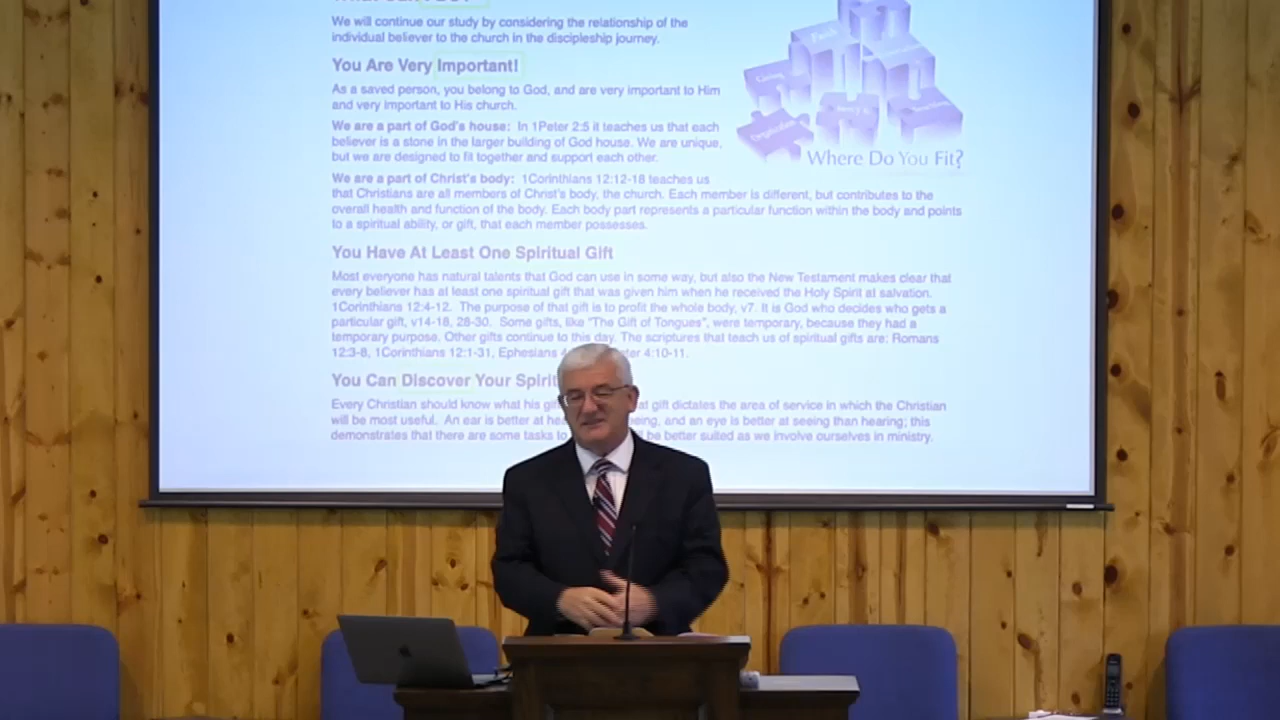 We will continue our study by considering the relationship of the
individual believer to the church in the discipleship journey.
You Are Very Important!
As a saved person, you belong to God, and are very important to Him
and very important to His church.
We are a part of God's house: In 1Peter 2:5 it teaches us that each
believer is a stone in the larger building of God house. We are unique,
but we are designed to fit together and support each other.
Where Do You Fit?
We are a part of Christ's body: 1Corinthians 12:12-18 teaches us
that Christians are all members of Christ's body, the church. Each member is different, but contributes to the
overall health and function of the body. Each body part represents a particular function within the body and points
to a spiritual ability, or gift, that each member possesses.
You Have At Least One Spiritual Gift
Most everyone has natural talents that God can use in some way, but also the New Testament makes clear that
every believer has at least one spiritual gift that was given him when he received the Holy Spirit at salvation.
1Corinthians 12:4-12. The purpose of that gift is to profit the whole body, v7. It is God who decides who gets a
particular gift, v14-18, 28-30. Some gifts, like "The Gift of Tongues", were temporary, because they had a
temporary purpose. Other gifts continue to this day. The scriptures that teach us of spiritual gifts are: Romans
12:3-8, 1Corinthians 12:1-31, Ephesians 4:10-11.
You Can Discover Your
Every Christian should know what his gift dictates the area of service in which the Christian
will be most useful. An ear is better at and an eye is better at seeing than hearing; this
demonstrates that there are some tasks to be better suited as we involve ourselves in ministry.